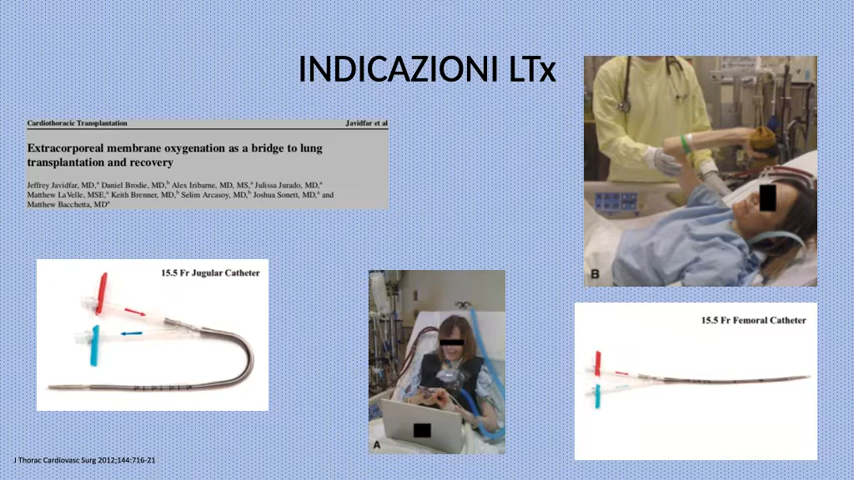 INDICAZIONI LTx
Cardiothoracic Transplantation Javidfar et al
Extracorporeal membrane oxygenation as a bridge to lung
transplantation and recovery
Jeffrey Javidfar, MD,ᵃ Daniel Brodie, MD,ᵇ Alex Iribarne, MD, MS,ᵃ Julissa Jurado, MD,ᵃ
Matthew LaVelle, MSE,ᵃ Keith Brenner, MD,ᵇ Selim Arcasoy, MD,ᵇ Joshua Sonett, MD,ᵃ and
Matthew Bacchetta, MDᵃ
B
15.5 Fr Jugular Catheter
15.5 Fr Femoral Catheter
A
J Thorac Cardiovasc Surg 2012;144:716-21